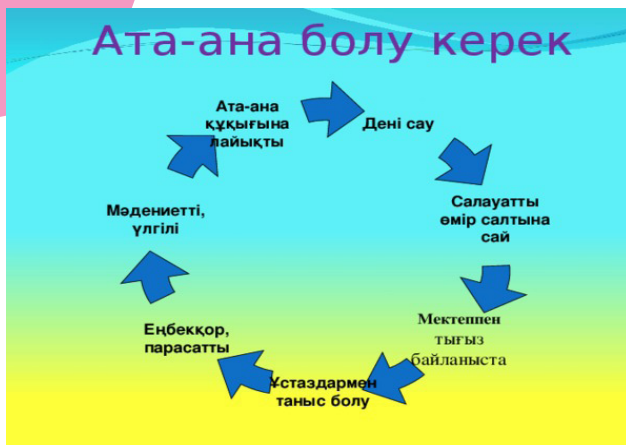 Ата-ана болу керек
Ата-ана
құқығына
лайықты
Дені сау
Салауатты
өмір салтына
сай
Мектеппен
тығыз
байланыста
Ұстаздармен
таныс болу
Еңбекқор,
парасатты
Мәдениетті,
үлгілі